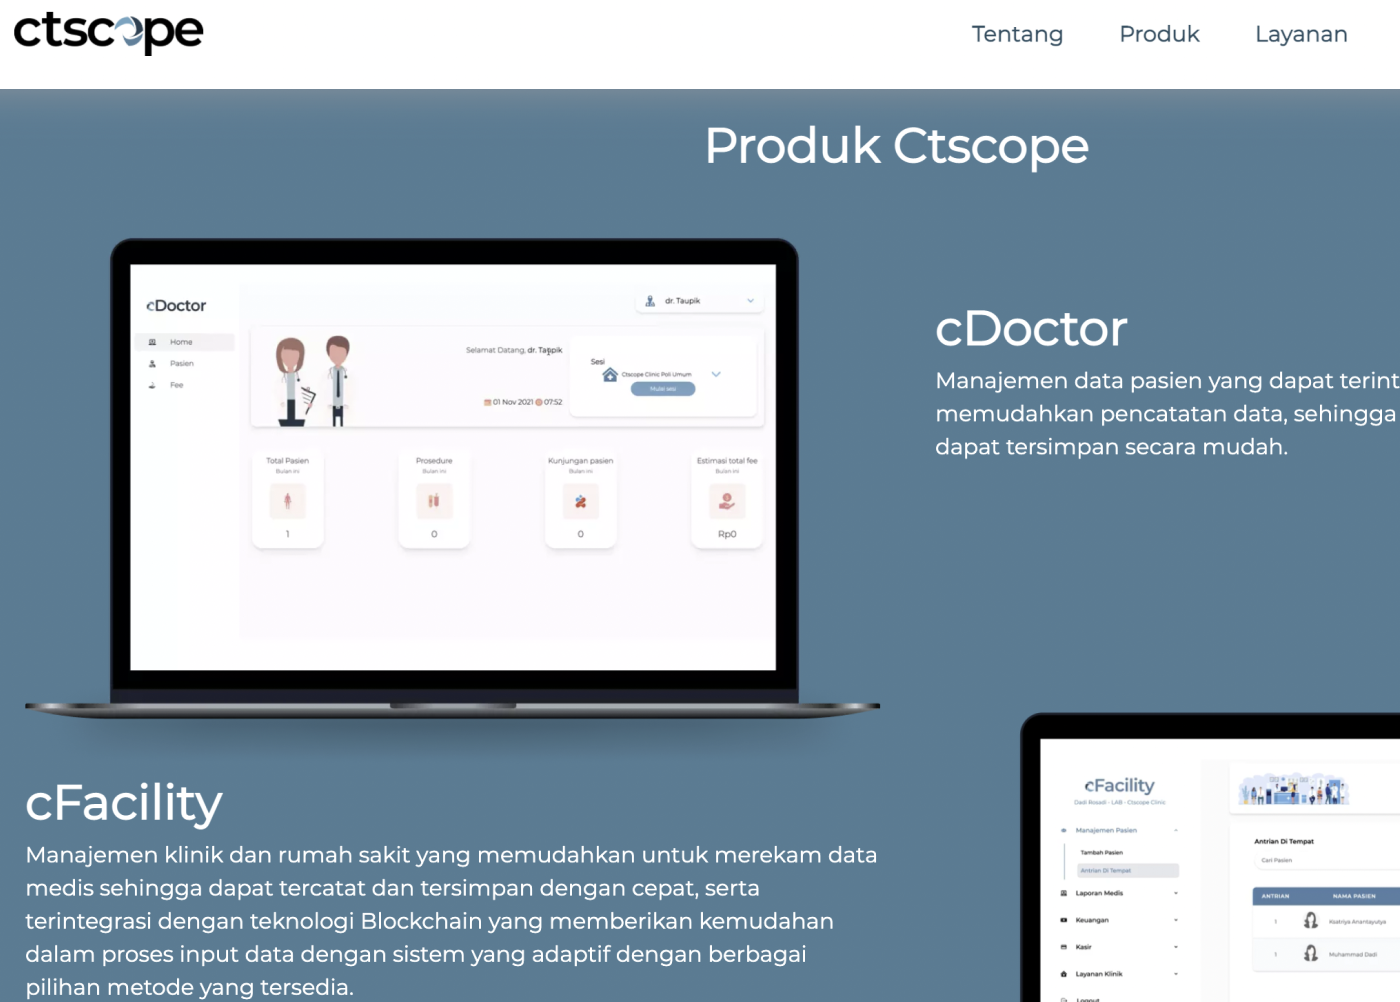 ctscope
Tentang Produk Layanan
Produk Ctscope
cDoctor
dr. Taupik
Home
Pasien
Fee
Selamat Datang, dr. Taupik
01 Nov 2021 07:52
Sesi
Ctscope Clinic Poli Umum
Mulai sesi
Total Pasien
Bulan ini
1
Prosedure
Bulan ini
0
Kunjungan pasien
Bulan ini
0
Estimasi total fee
Bulan ini
Rp0
cDoctor
Manajemen data pasien yang dapat terint
memudahkan pencatatan data, sehingga
dapat tersimpan secara mudah.
cFacility
Manajemen klinik dan rumah sakit yang memudahkan untuk merekam data
medis sehingga dapat tercatat dan tersimpan dengan cepat, serta
terintegrasi dengan teknologi Blockchain yang memberikan kemudahan
dalam proses input data dengan sistem yang adaptif dengan berbagai
pilihan metode yang tersedia.
cFacility
Dadi Rosadi - LAB - Ctscope Clinic
Manajemen Pasien
Tambah Pasien
Antrian Di Tempat
Laporan Medis
Keuangan
Kasir
Layanan Klinik
Logout
Antrian Di Tempat
Cari Pasien
ANTRIAN NAMA PASIEN
1 Ksatriya Anantayutya
1 Muhammad Dadi